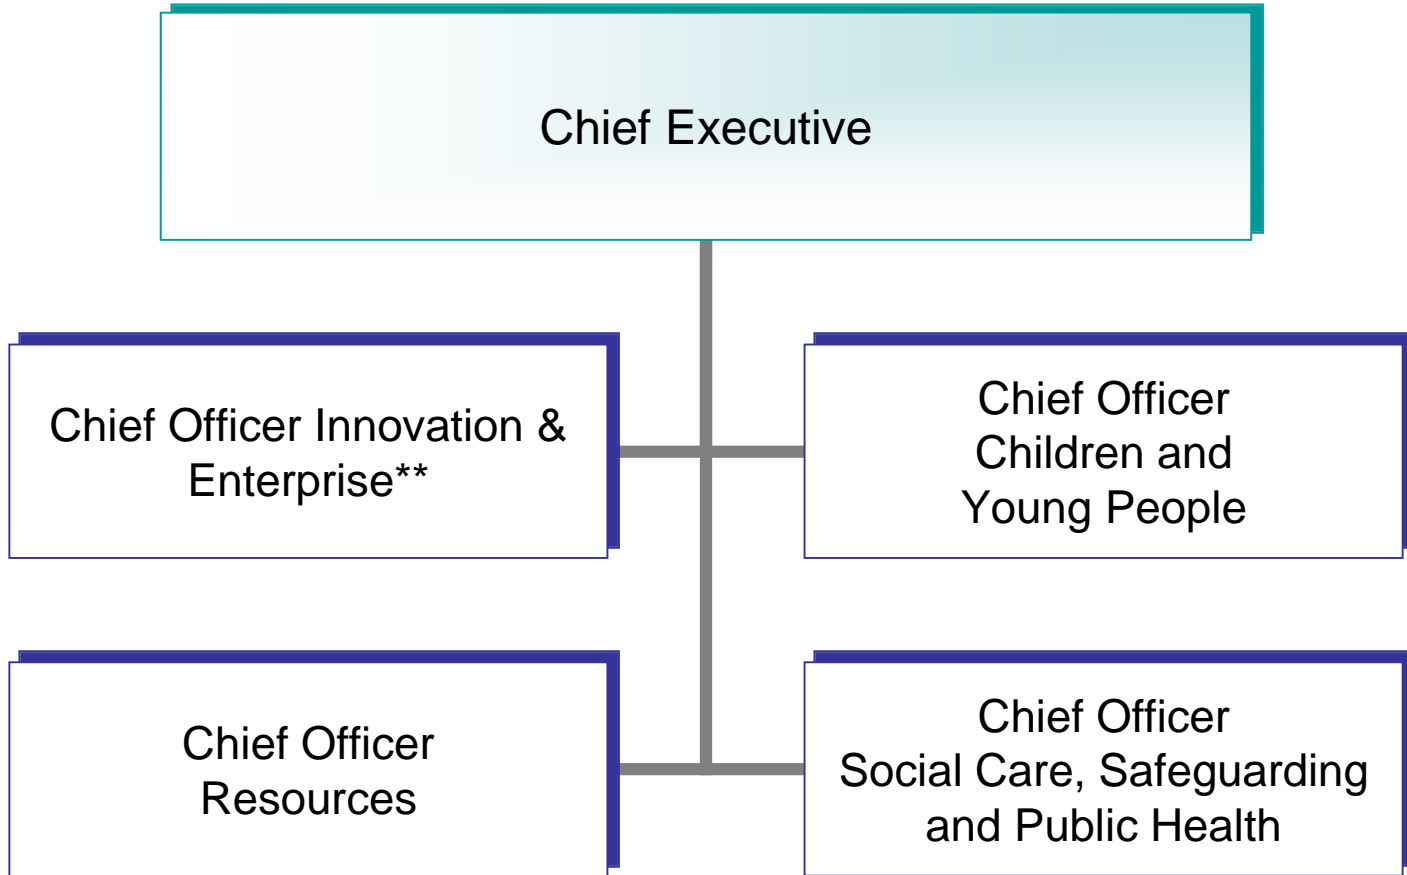 Chief Executive
Chief Officer Innovation &
Enterprise**
Chief Officer
Children and
Young People
Chief Officer
Resources
Chief Officer
Social Care, Safeguarding
and Public Health